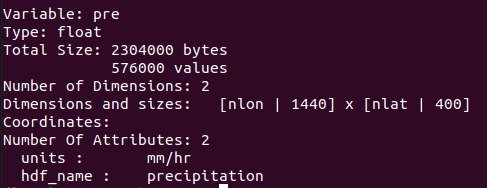 Variable: pre
Type: float
Total Size: 2304000 bytes
            576000 values
Number of Dimensions: 2
Dimensions and sizes:   [nlon | 1440] x [nlat | 400]
Coordinates:
Number Of Attributes: 2
  units :        mm/hr
  hdf_name :     precipitation